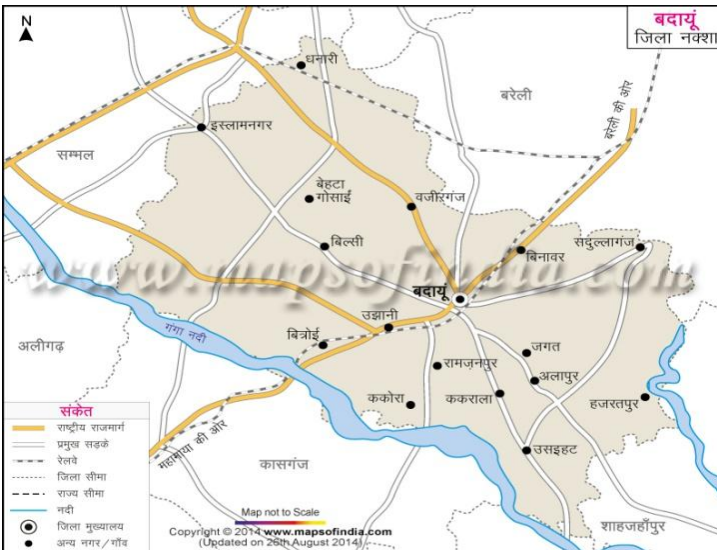 बदायूं
जिला नक्शा
N
धनारी
बरेली
बरेली की ओर
इस्लामनगर
सम्भल
बेहटा
गोसाईं
वजीरगंज
बिल्सी
बिनावर
सदुल्लागंज
www.mapsofindia.com
बदायूं
उझानी
गंगा नदी
बित्रोई
अलीगढ़
जगत
रामज़नपुर
अलापुर
ककोरा
ककराला
हजरतपुर
उसइहट
महामाया की ओर
कासगंज
शाहजहाँपुर
संकेत
राष्ट्रीय राजमार्ग
प्रमुख सड़के
रेलवे
जिला सीमा
राज्य सीमा
नदी
जिला मुख्यालय
अन्य नगर/गाँव
Map not to Scale
Copyright © 2014 www.mapsofindia.com
(Updated on 26th August 2014)